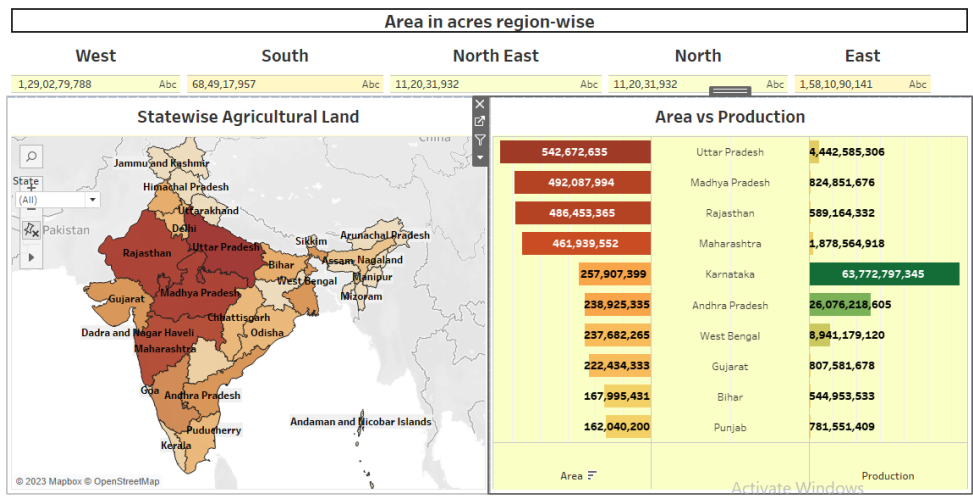 Area in acres region-wise
West South North East North East
1,29,02,79,788 Abc 68,49,17,957 Abc 11,20,31,932 Abc 11,20,31,932 Abc 1,58,10,90,141 Abc
Statewise Agricultural Land
China
Jammu and Kashmir
State
Himachal Pradesh
(All)
Uttarakhand
Pakistan
Delhi
Arunachal Pradesh
Sikkim
Rajasthan
Uttar Pradesh
Assam Nagaland
Bihar
Manipur
West Bengal
Madhya Pradesh
Mizoram
Gujarat
Chhattisgarh
Dadra and Nagar Haveli
Odisha
Maharashtra
Goa
Andhra Pradesh
Andaman and Nicobar Islands
Puducherry
Kerala
© 2023 Mapbox © OpenStreetMap
Area vs Production
542,672,635 Uttar Pradesh 4,442,585,306
492,087,994 Madhya Pradesh 824,851,676
486,453,365 Rajasthan 589,164,332
461,939,552 Maharashtra 1,878,564,918
257,907,399 Karnataka 63,772,797,345
238,925,335 Andhra Pradesh 26,076,218,605
237,682,265 West Bengal 8,941,179,120
222,434,333 Gujarat 807,581,678
167,995,431 Bihar 544,953,533
162,040,200 Punjab 781,551,409
Area Production
Activate Windows